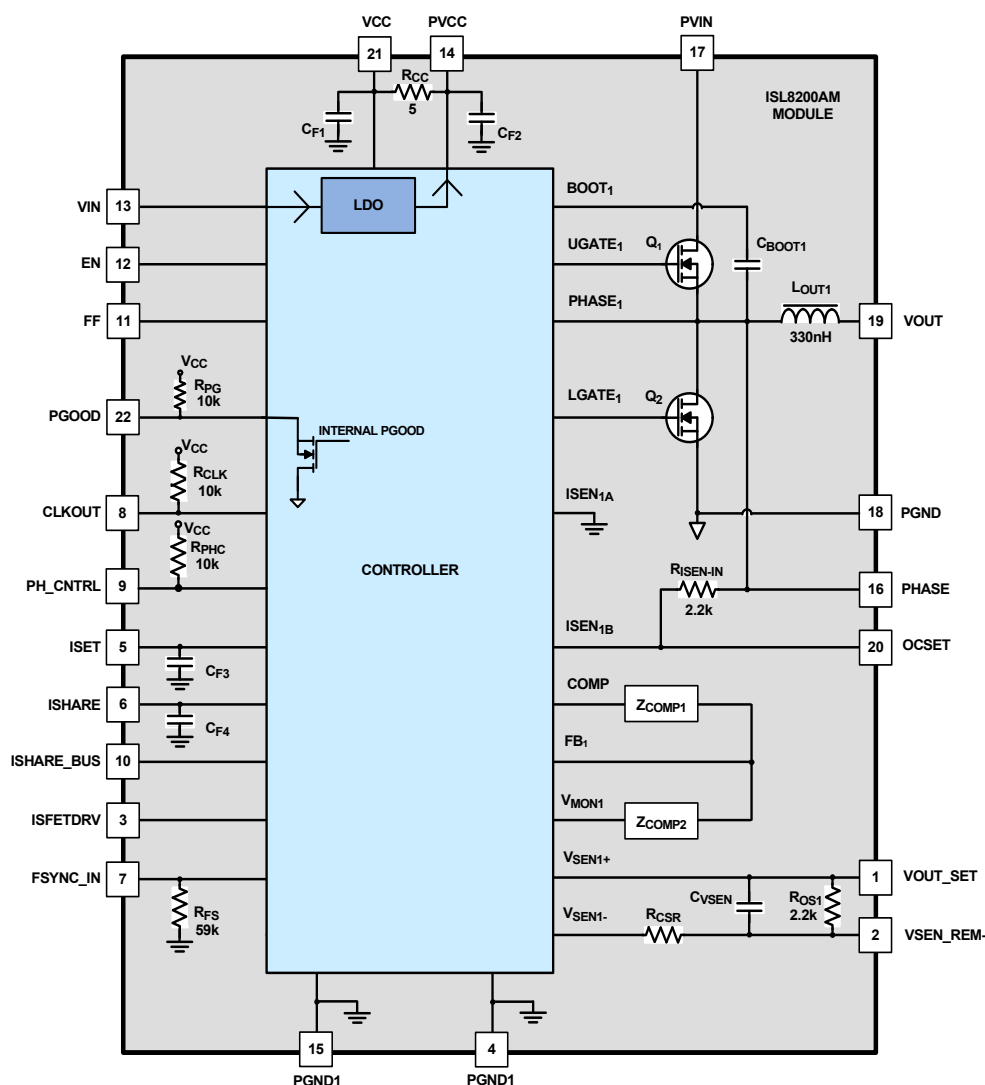 VCC
PVCC
PVIN
21
14
17
RCC
5
CF1
CF2
ISL8200AM
MODULE
VIN
13
LDO
BOOT1
EN
12
UGATE1
Q1
CBOOT1
FF
11
PHASE1
LOUT1
330nH
19
VOUT
VCC
RPG
10k
PGOOD
22
INTERNAL PGOOD
LGATE1
Q2
VCC
RCLK
10k
CLKOUT
8
ISEN1A
18
PGND
VCC
RPHC
10k
PH_CNTRL
9
CONTROLLER
RISEN-IN
2.2k
16
PHASE
ISET
5
CF3
ISEN1B
20
OCSET
ISHARE
6
CF4
COMP
ZCOMP1
ISHARE_BUS
10
FB1
ISFETDRV
3
VMON1
ZCOMP2
FSYNC_IN
7
RFS
59k
VSEN1+
CVSEN
ROS1
2.2k
1
VOUT_SET
VSEN1-
RCSR
2
VSEN_REM-
15
4
PGND1
PGND1